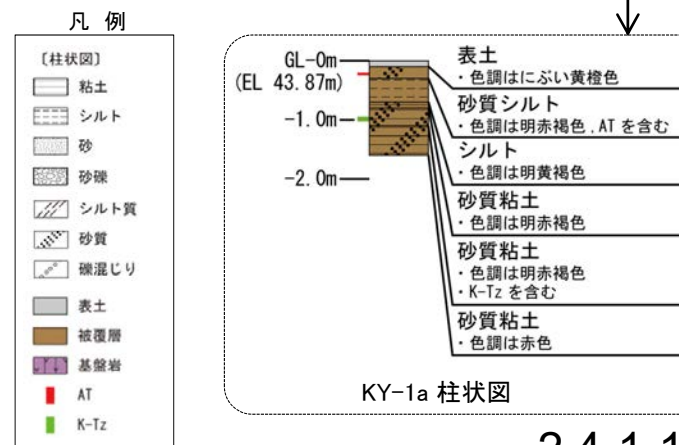 凡 例
〔柱状図〕
粘土
シルト
砂
砂礫
シルト質
砂質
礫混じり
表土
被覆層
基盤岩
AT
K-Tz
GL-0m
(EL 43.87m)
-1.0m
-2.0m
表土
・色調はにぶい黄橙色
砂質シルト
・色調は明赤褐色，ATを含む
シルト
・色調は明黄褐色
砂質粘土
・色調は明赤褐色
砂質粘土
・色調は明赤褐色
・K-Tzを含む
砂質粘土
・色調は赤色
KY-1a 柱状図